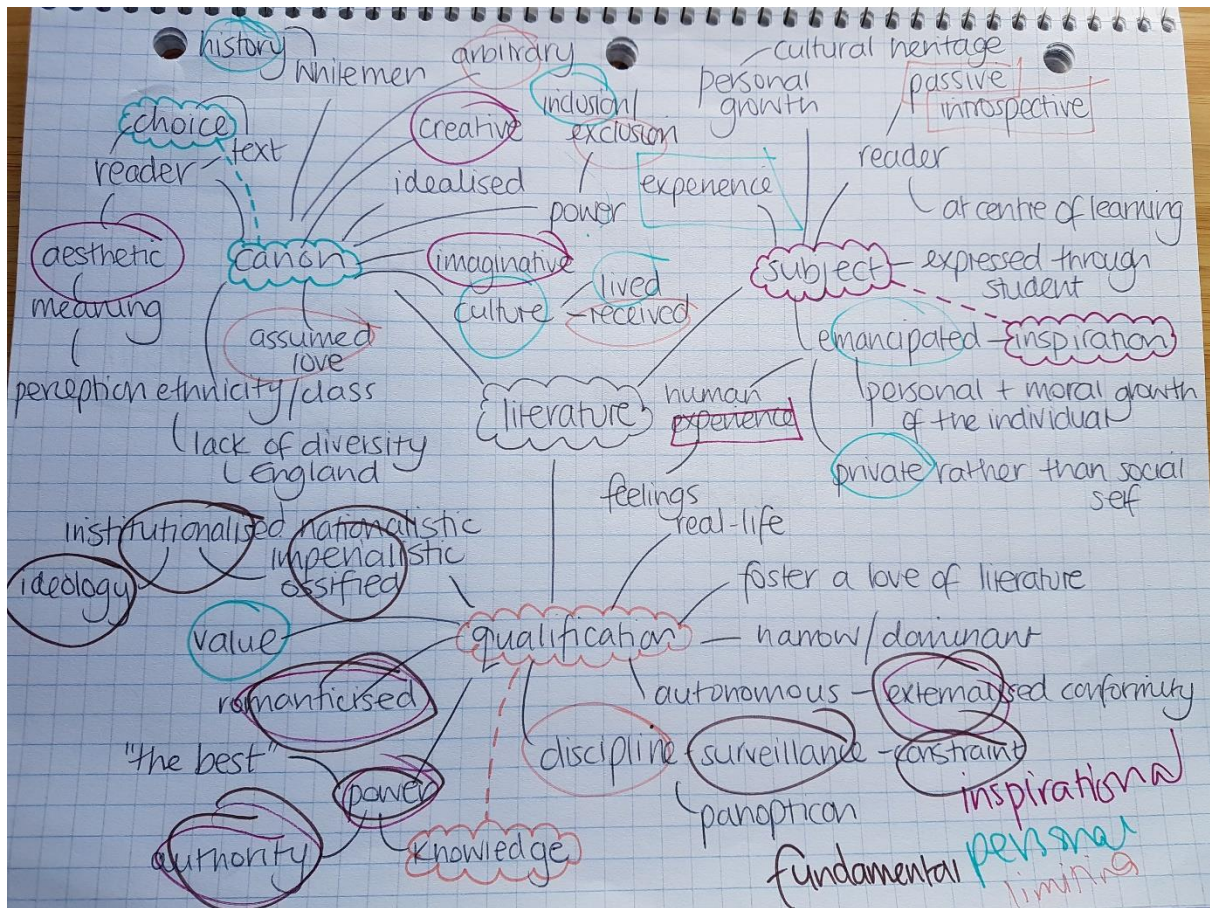 history
White men
arbitrary
cultural heritage
personal
growth
passive
introspective
choice
text
reader
creative
inclusion/
exclusion
idealised
power
experience
reader
at centre of learning
aesthetic
meaning
perception
canon
imaginative
culture
lived
received
assumed
love
ethnicity/class
lack of diversity
England
subject
expressed through
student
emancipated
inspiration
personal + moral growth
of the individual
private rather than social
self
literature
human
experience
feelings
real-life
institutionalised
ideology
nationalistic
imperialistic
ossified
value
romanticised
"the best"
power
authority
knowledge
qualification
foster a love of literature
narrow/dominant
autonomous - externalised conformity
discipline - surveillance - constraint
panopticon
inspirational
fundamental
personal
limiting